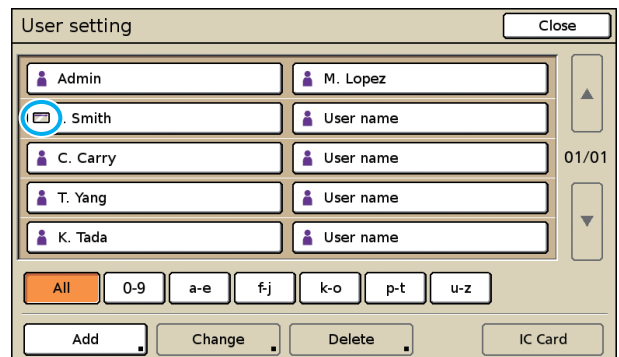 User setting
Close
Admin
M. Lopez
. Smith
User name
C. Carry
User name
01/01
T. Yang
User name
K. Tada
User name
All
0-9
a-e
f-j
k-o
p-t
u-z
Add
Change
Delete
IC Card